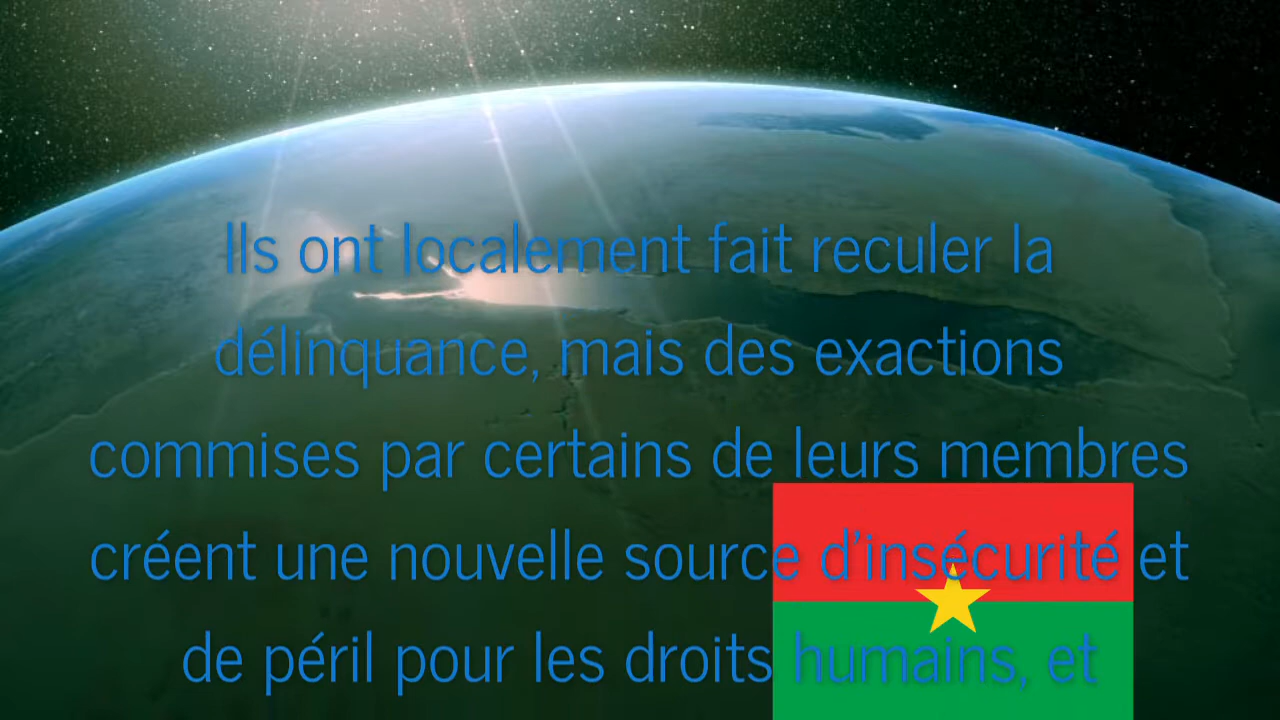 Ils ont localement fait reculer la
délinquance, mais des exactions
commises par certains de leurs membres
créent une nouvelle source d’insécurité et
de péril pour les droits humains, et